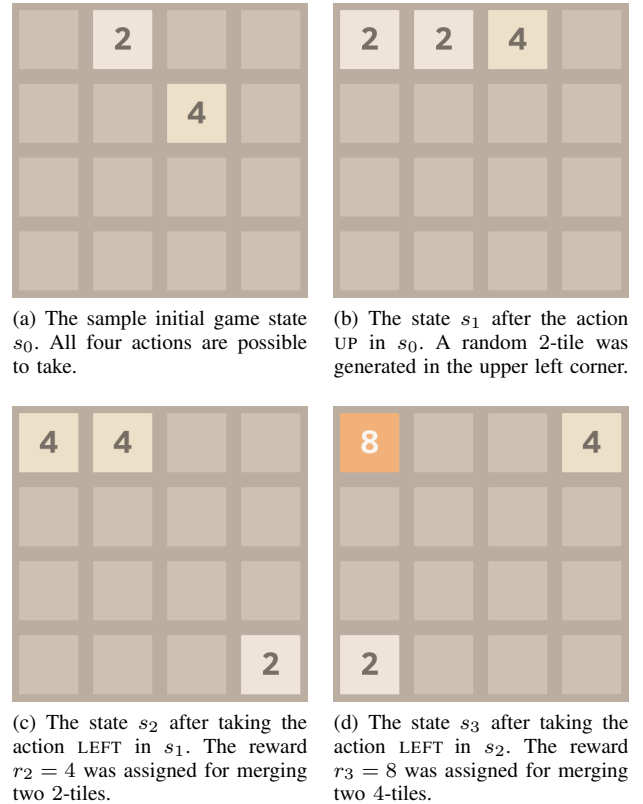 2
4
2 2 4
(a) The sample initial game state
s0. All four actions are possible
to take.
(b) The state s1 after the action
UP in s0. A random 2-tile was
generated in the upper left corner.
4 4
2
8 4
2
(c) The state s2 after taking the
action LEFT in s1. The reward
r2 = 4 was assigned for merging
two 2-tiles.
(d) The state s3 after taking the
action LEFT in s2. The reward
r3 = 8 was assigned for merging
two 4-tiles.